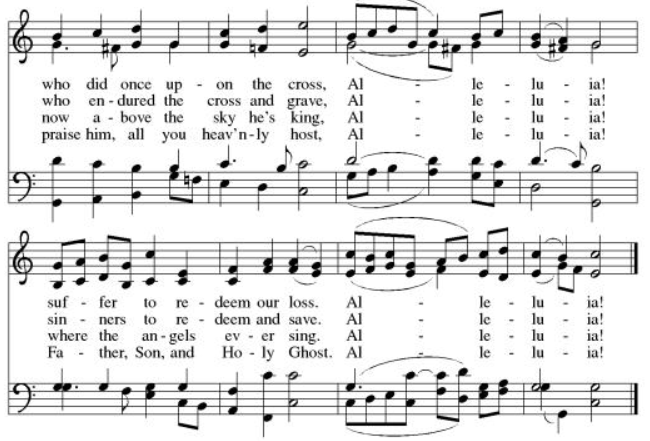 who did once up - on the cross, Al - le - lu - ia!
who en - dured the cross and grave, Al - le - lu - ia!
now a - bove the sky he's king, Al - le - lu - ia!
praise him, all you heav'n - ly host, Al - le - lu - ia!
suf - fer to re - deem our loss. Al - le - lu - ia!
sin - ners to re - deem and save. Al - le - lu - ia!
where the an - gels ev - er sing. Al - le - lu - ia!
Fa - ther, Son, and Ho - ly Ghost. Al - le - lu - ia!